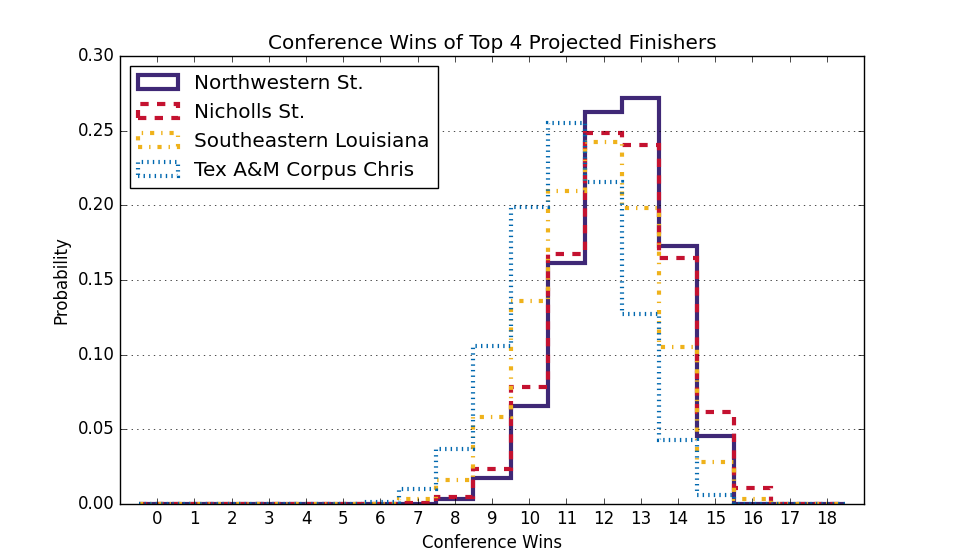 Conference Wins of Top 4 Projected Finishers
0.30
0.25
0.20
0.15
0.10
0.05
0.00
Probability
Northwestern St.
Nicholls St.
Southeastern Louisiana
Tex A&M Corpus Chris
0 1 2 3 4 5 6 7 8 9 10 11 12 13 14 15 16 17 18
Conference Wins